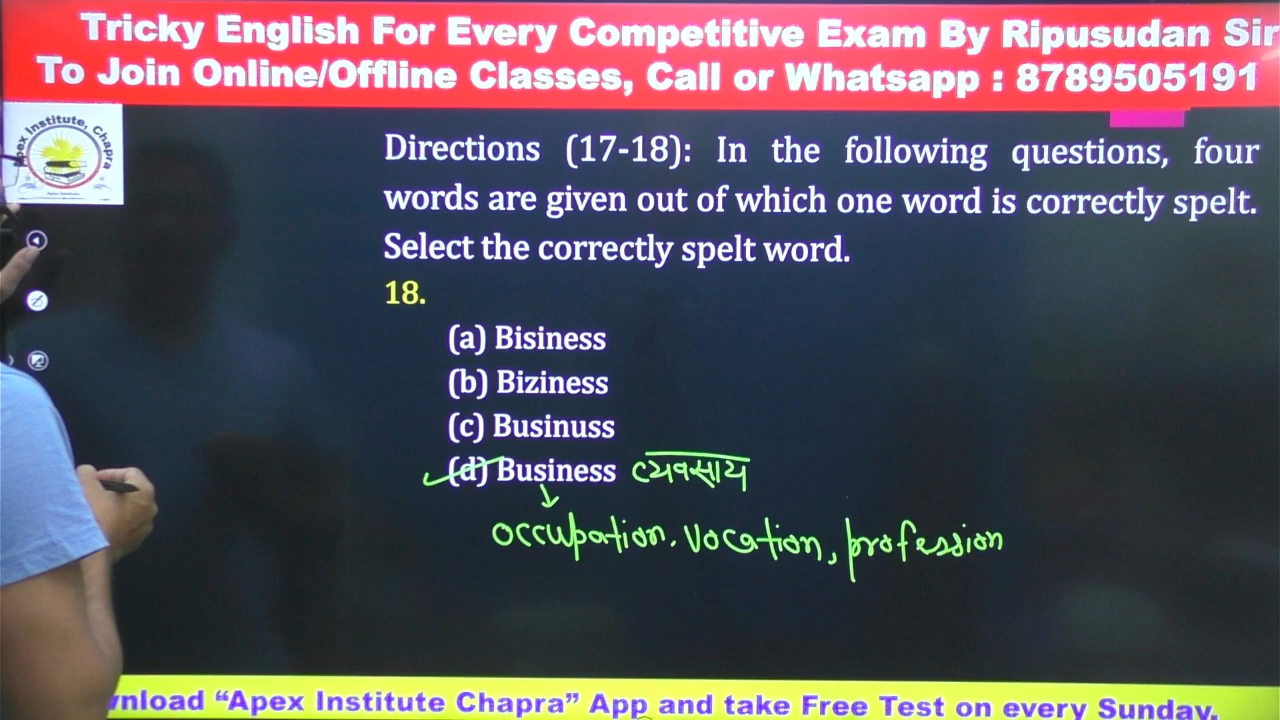 Tricky English For Every Competitive Exam By Ripusudan Sir
To Join Online/Offline Classes, Call or Whatsapp : 8789505191
Apex Institute, Chapra
Directions (17-18): In the following questions, four
words are given out of which one word is correctly spelt.
Select the correctly spelt word.
18.
(a) Bisiness
(b) Biziness
(c) Businuss
(d) Business व्यवसाय
occupation, vocation, profession
wnload “Apex Institute Chapra” App and take Free Test on every Sunday.